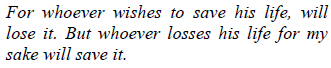 For whoever wishes to save his life, will
lose it. But whoever losses his life for my
sake will save it.